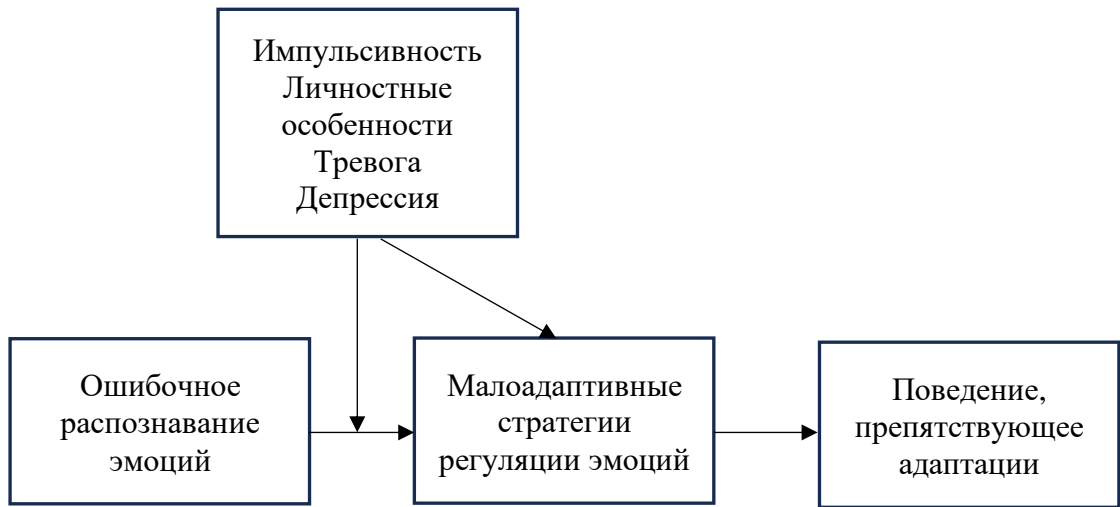 Импульсивность
Личностные
особенности
Тревога
Депрессия
Ошибочное
распознавание
эмоций
Малоадаптивные
стратегии
регуляции эмоций
Поведение,
препятствующее
адаптации